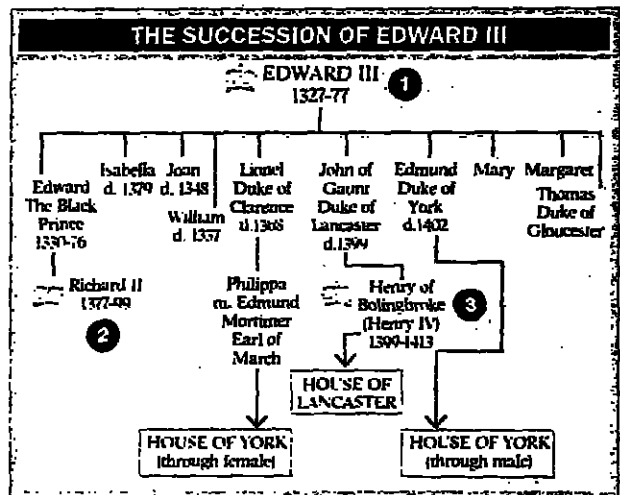 THE SUCCESSION OF EDWARD III
EDWARD III
1327-77
1
Edward
The Black
Prince
1330-76
Isabella
d. 1379
Joan
d. 1348
William
d. 1337
Lionel
Duke of
Clarence
d.1368
John of
Gaunt
Duke of
Lancaster
d.1399
Edmund
Duke of
York
d.1402
Mary
Margaret
Thomas
Duke of
Gloucester
Richard II
1377-99
2
Philippa
m. Edmund
Mortimer
Earl of
March
Henry of
Bolingbroke
(Henry IV)
1399-1413
3
HOUSE OF
LANCASTER
HOUSE OF YORK
(through female)
HOUSE OF YORK
(through male)